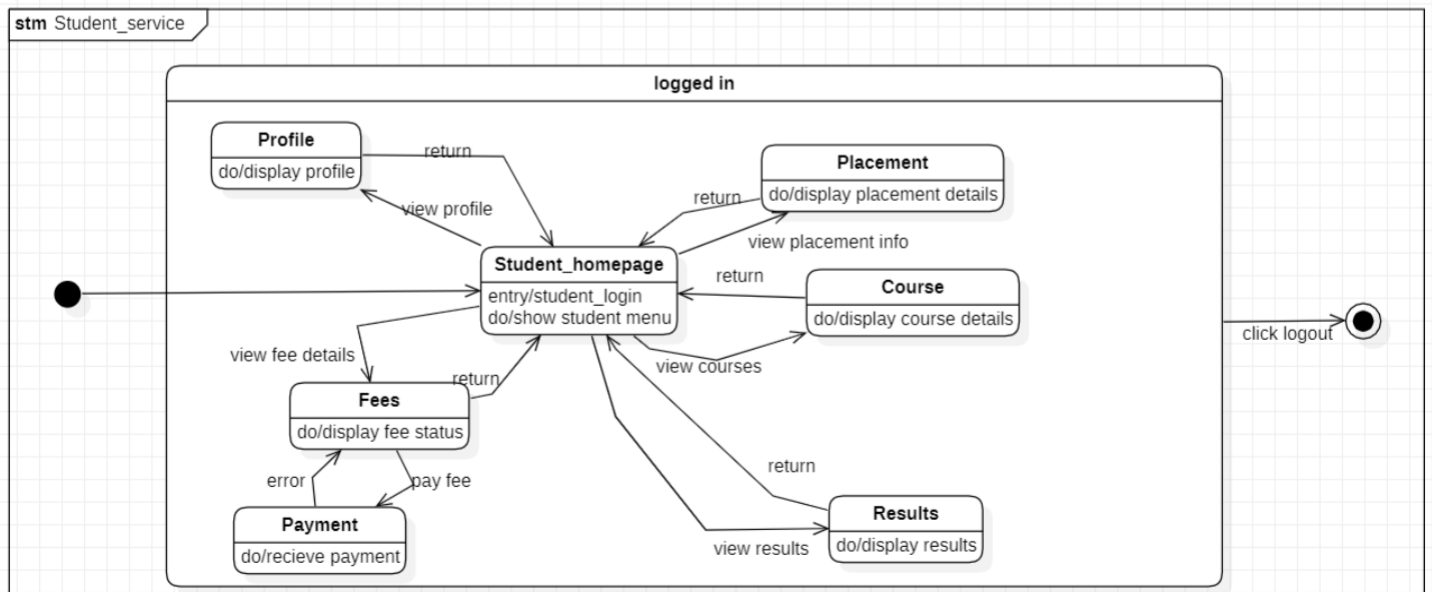 stm Student_service
logged in
Profile
do/display profile
return
view profile
Placement
do/display placement details
return
view placement info
Student_homepage
entry/student_login
do/show student menu
return
Course
do/display course details
view courses
click logout
view fee details
return
Fees
do/display fee status
error
pay fee
Payment
do/recieve payment
return
Results
do/display results
view results